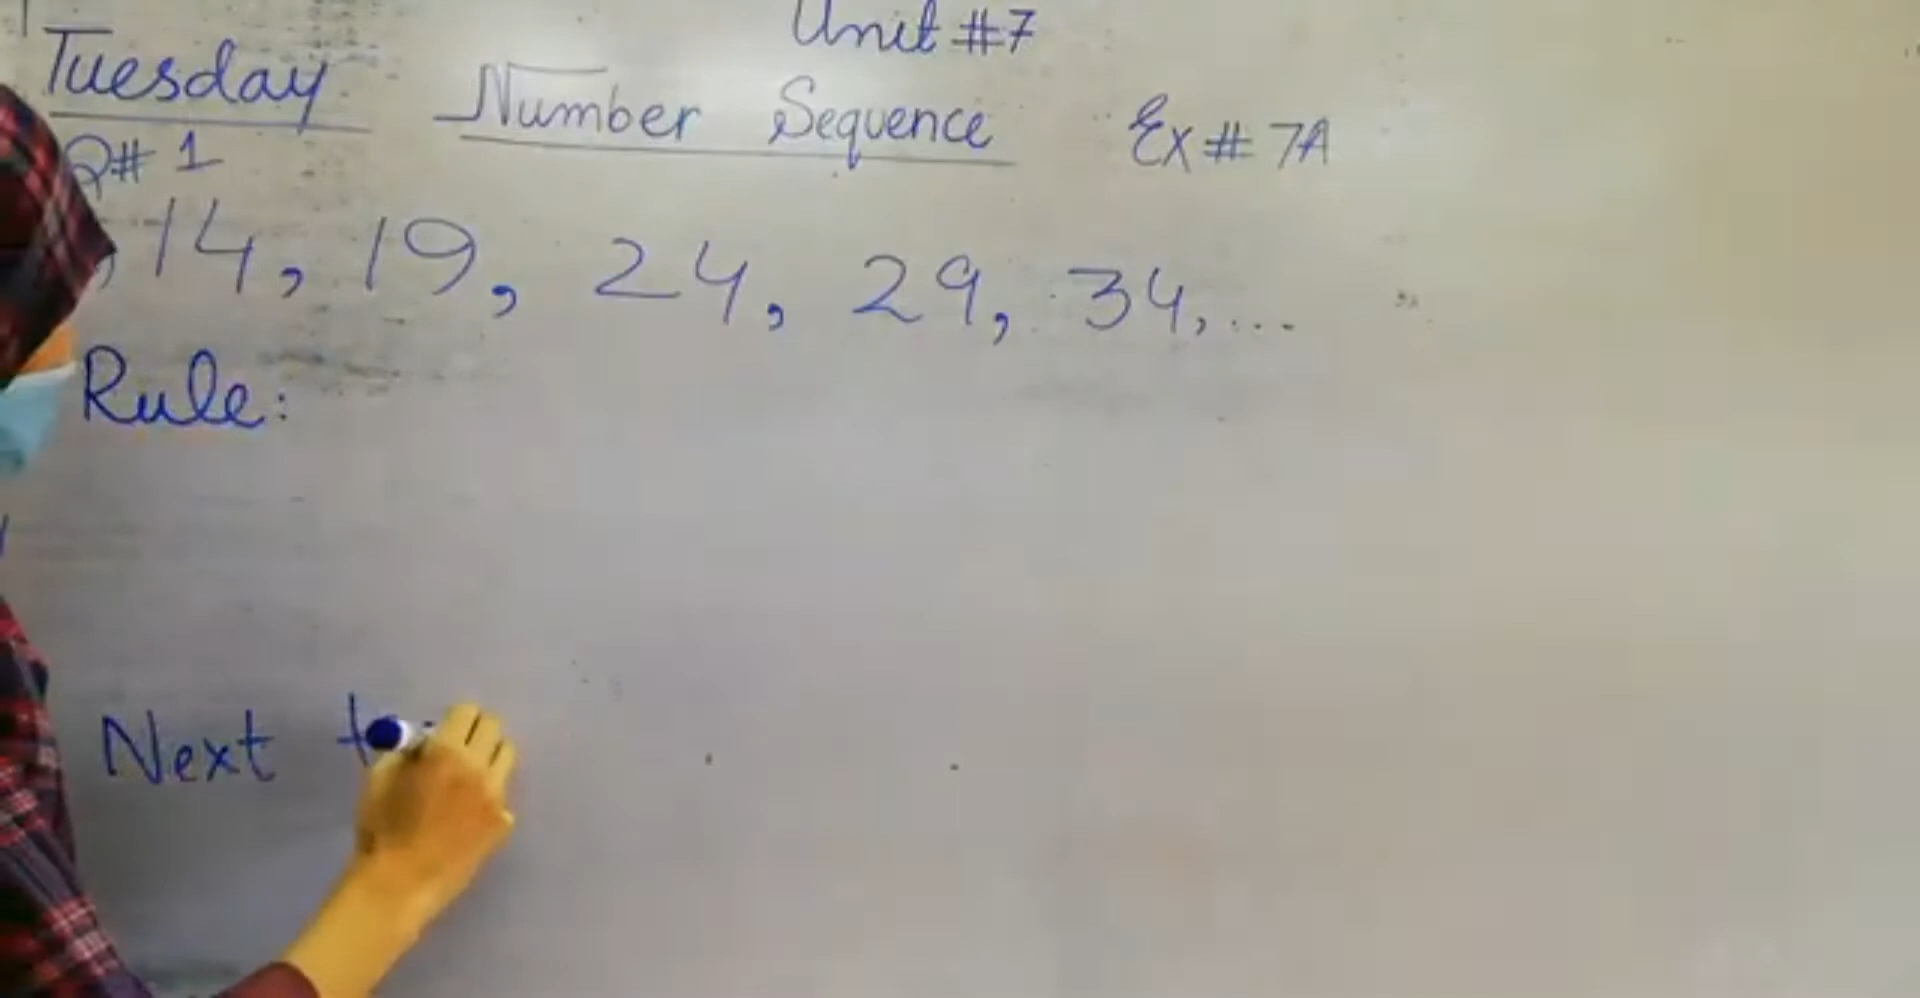 Unit #7
Tuesday Number Sequence Ex# 7A
Q# 1
, 14, 19, 24, 29, 34, ...
Rule:
Next